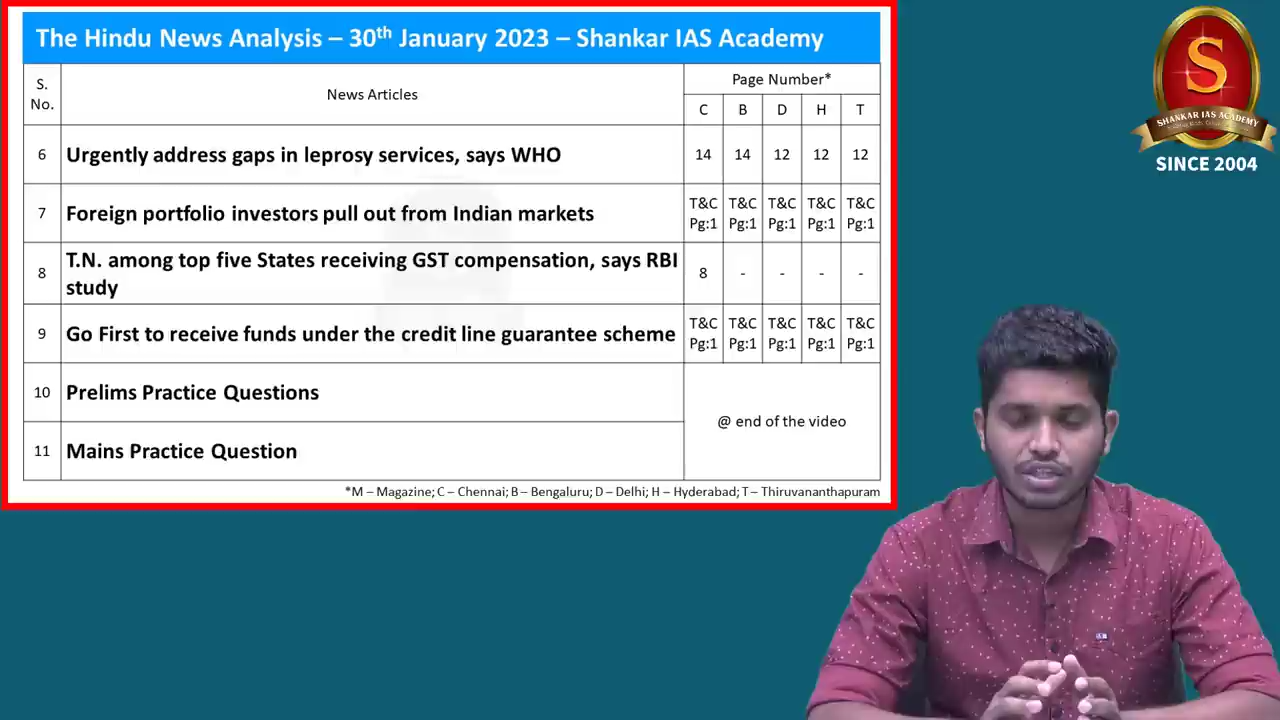 The Hindu News Analysis – 30th January 2023 – Shankar IAS Academy
S. No.
News Articles
Page Number*
C B D H T
6 Urgently address gaps in leprosy services, says WHO 14 14 12 12 12
7 Foreign portfolio investors pull out from Indian markets T&C Pg:1 T&C Pg:1 T&C Pg:1 T&C Pg:1 T&C Pg:1
8 T.N. among top five States receiving GST compensation, says RBI
study 8 - - - -
9 Go First to receive funds under the credit line guarantee scheme T&C Pg:1 T&C Pg:1 T&C Pg:1 T&C Pg:1 T&C Pg:1
10 Prelims Practice Questions
@ end of the video
11 Mains Practice Question
*M – Magazine; C – Chennai; B – Bengaluru; D – Delhi; H – Hyderabad; T – Thiruvananthapuram
S
SHANKAR IAS ACADEMY
SINCE 2004